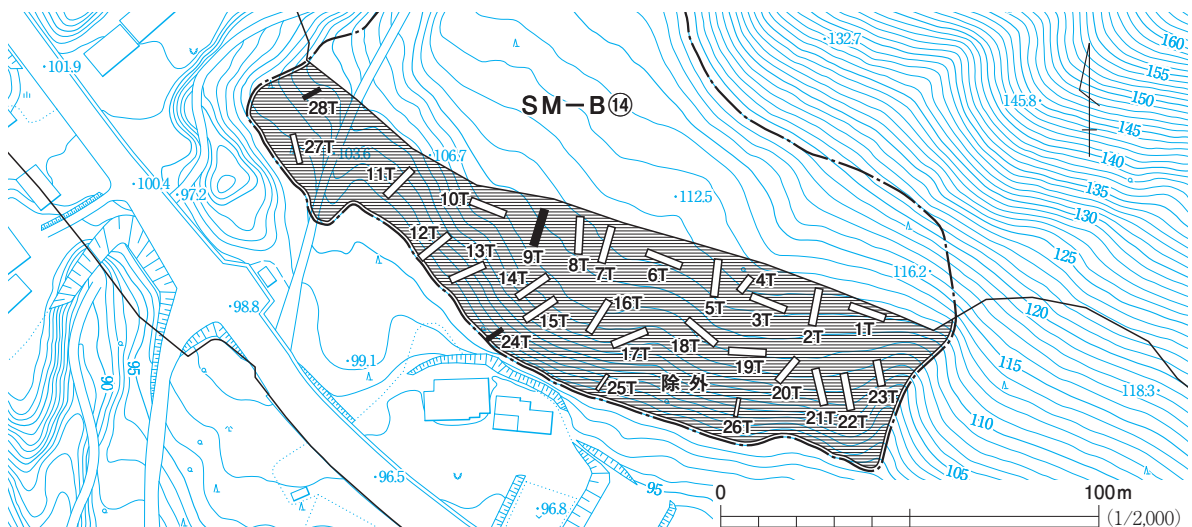 160
155
150
145
140
135
130
125
120
115
110
105
118.3
132.7
145.8
101.9
SM－B⑭
28T
27T
103.6
106.7
100.4
97.2
11T
10T
112.5
116.2
12T
13T
9T
8T
7T
6T
4T
14T
5T
3T
2T
1T
15T
16T
98.8
24T
17T
18T
19T
99.1
25T
除外
20T
23T
26T
21T
22T
90
95
96.5
96.8
95
0
100m
(1/2,000)